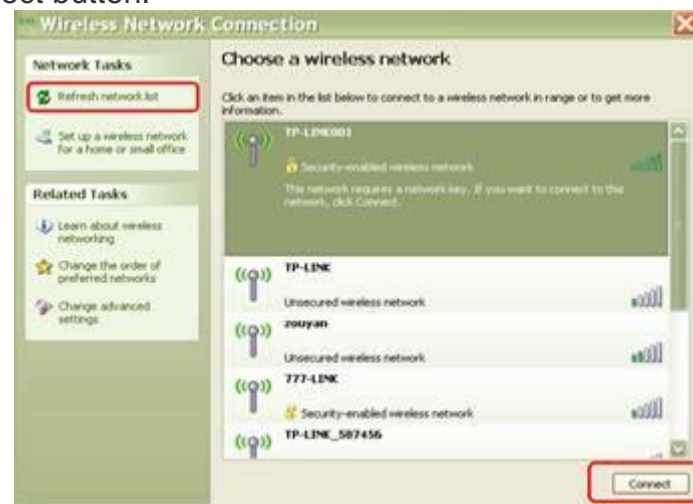 Wireless Network Connection
Network Tasks
Refresh network list
Set up a wireless network
for a home or small office
Related Tasks
Learn about wireless
networking
Change the order of
preferred networks
Change advanced
settings
Choose a wireless network
Click an item in the list below to connect to a wireless network in range or to get more
information.
TP-LINK001
Security-enabled wireless network
This network requires a network key. If you want to connect to this
network, click Connect.
TP-LINK
Unsecured wireless network
zouyan
Unsecured wireless network
777-LINK
Security-enabled wireless network
TP-LINK_587456
Connect